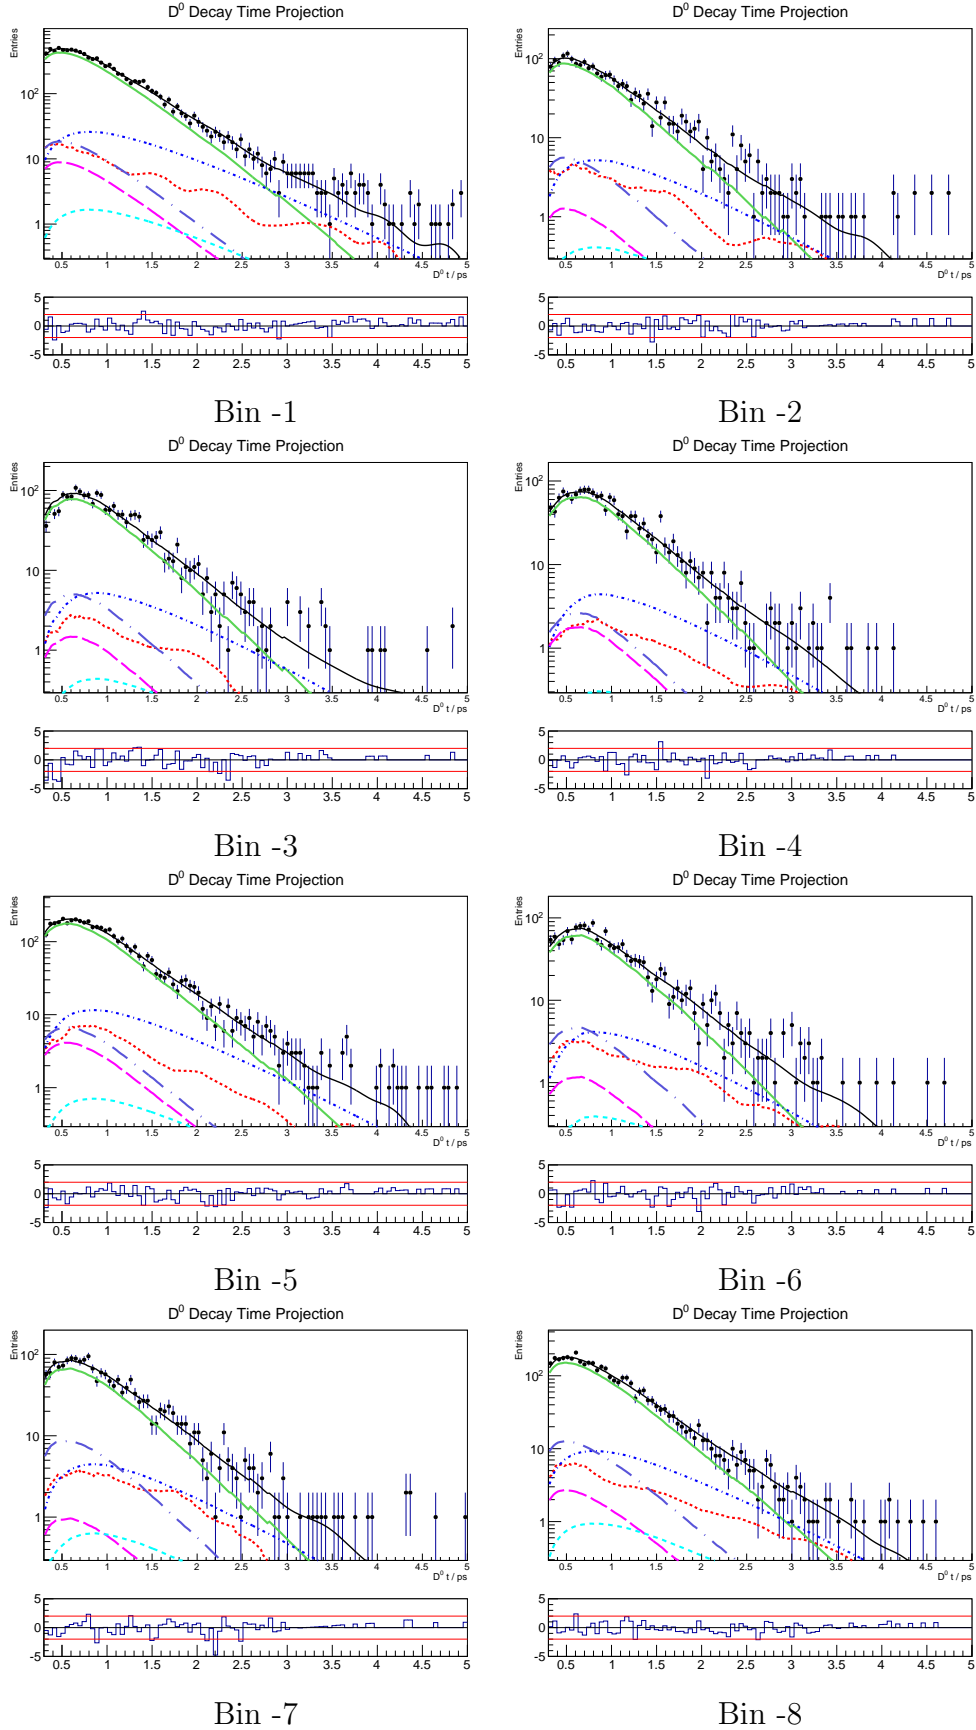 D⁰ Decay Time Projection D⁰ Decay Time Projection
Entries Entries
10² 10²
10 10
1 1
0.5 1 1.5 2 2.5 3 3.5 4 4.5 5 0.5 1 1.5 2 2.5 3 3.5 4 4.5 5
D⁰ t / ps D⁰ t / ps
5 5
0 0
-5 -5
0.5 1 1.5 2 2.5 3 3.5 4 4.5 5 0.5 1 1.5 2 2.5 3 3.5 4 4.5 5
Bin -1 Bin -2
D⁰ Decay Time Projection D⁰ Decay Time Projection
Entries Entries
10² 10²
10 10
1 1
0.5 1 1.5 2 2.5 3 3.5 4 4.5 5 0.5 1 1.5 2 2.5 3 3.5 4 4.5 5
D⁰ t / ps D⁰ t / ps
5 5
0 0
-5 -5
0.5 1 1.5 2 2.5 3 3.5 4 4.5 5 0.5 1 1.5 2 2.5 3 3.5 4 4.5 5
Bin -3 Bin -4
D⁰ Decay Time Projection D⁰ Decay Time Projection
Entries Entries
10² 10²
10 10
1 1
0.5 1 1.5 2 2.5 3 3.5 4 4.5 5 0.5 1 1.5 2 2.5 3 3.5 4 4.5 5
D⁰ t / ps D⁰ t / ps
5 5
0 0
-5 -5
0.5 1 1.5 2 2.5 3 3.5 4 4.5 5 0.5 1 1.5 2 2.5 3 3.5 4 4.5 5
Bin -5 Bin -6
D⁰ Decay Time Projection D⁰ Decay Time Projection
Entries Entries
10² 10²
10 10
1 1
0.5 1 1.5 2 2.5 3 3.5 4 4.5 5 0.5 1 1.5 2 2.5 3 3.5 4 4.5 5
D⁰ t / ps D⁰ t / ps
5 5
0 0
-5 -5
0.5 1 1.5 2 2.5 3 3.5 4 4.5 5 0.5 1 1.5 2 2.5 3 3.5 4 4.5 5
Bin -7 Bin -8